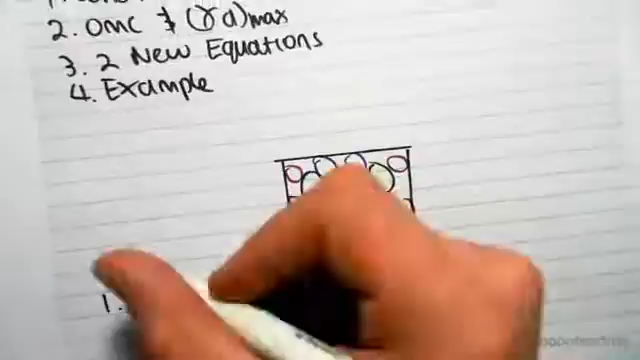 2. OMC & (γd)max
3. 2 New Equations
4. Example
1.